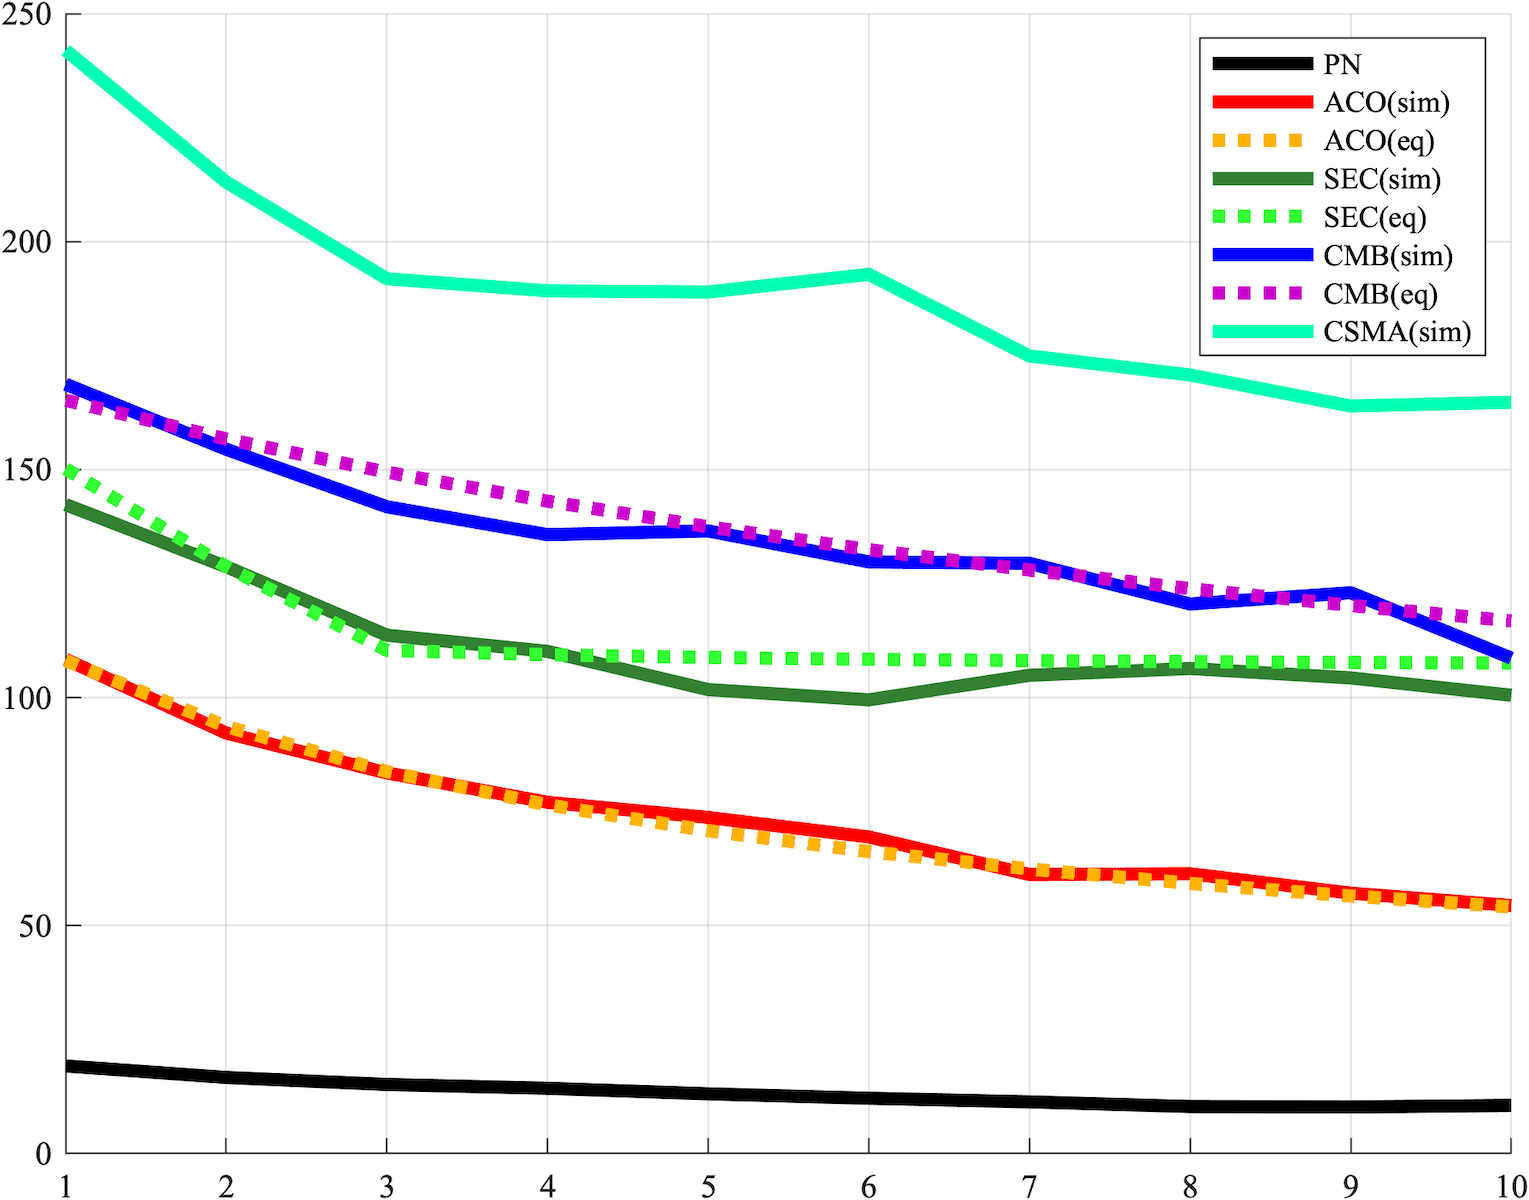 250
200
150
100
50
0
1 2 3 4 5 6 7 8 9 10
PN
ACO(sim)
ACO(eq)
SEC(sim)
SEC(eq)
CMB(sim)
CMB(eq)
CSMA(sim)